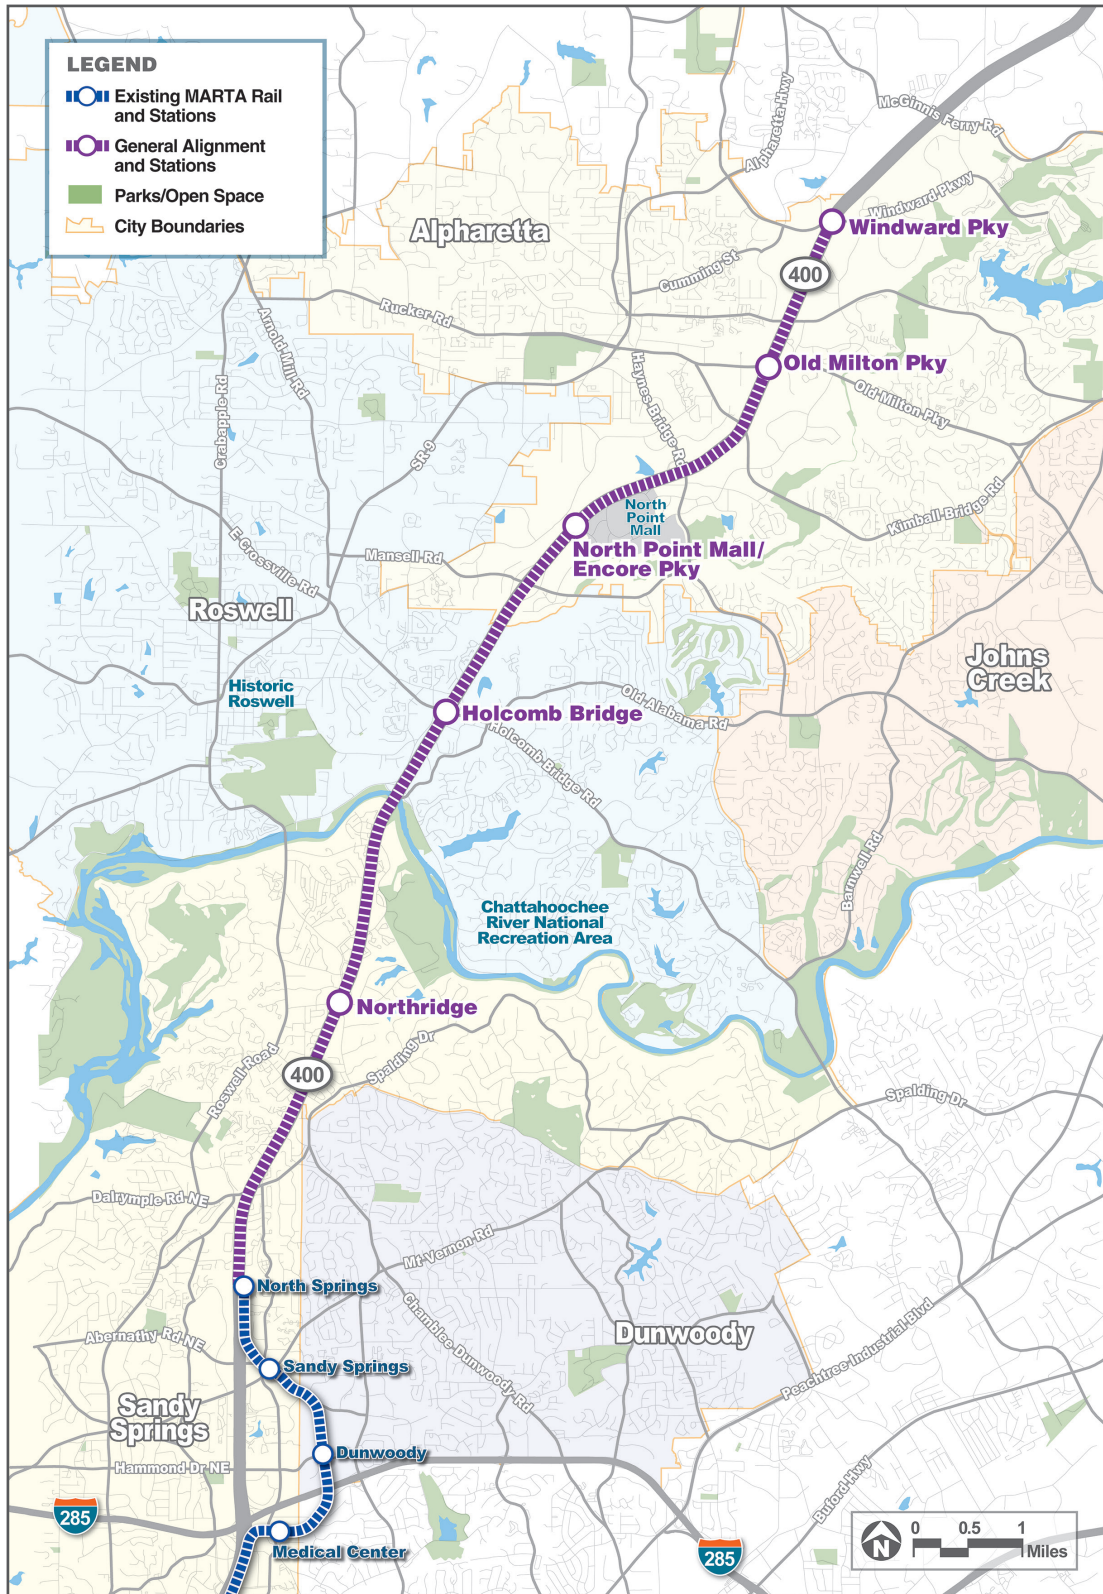 LEGEND
Existing MARTA Rail
and Stations
General Alignment
and Stations
Parks/Open Space
City Boundaries
Alpharetta Hwy
McGinnis Ferry Rd
Windward Pkwy
Windward Pky
Alpharetta
Cumming St
400
Rucker Rd
Arnold Mill Rd
Haynes Bridge Rd
Old Milton Pky
Old Milton Pky
Crabapple Rd
SR 9
North
Point
Mall
Kimball Bridge Rd
North Point Mall/
Encore Pky
Mansell Rd
E Crossville Rd
Roswell
Johns
Creek
Historic
Roswell
Old Alabama Rd
Holcomb Bridge
Holcomb Bridge Rd
Barnwell Rd
Chattahoochee
River National
Recreation Area
Northridge
Roswell Road
400
Spalding Dr
Spalding Dr
Dalrymple Rd NE
Mt Vernon Rd
North Springs
Chamblee Dunwoody Rd
Abernathy Rd NE
Dunwoody
Peachtree Industrial Blvd
Sandy Springs
Sandy
Springs
Dunwoody
Hammond Dr NE
Buford Hwy
285
Medical Center
285
N
0 0.5 1
Miles